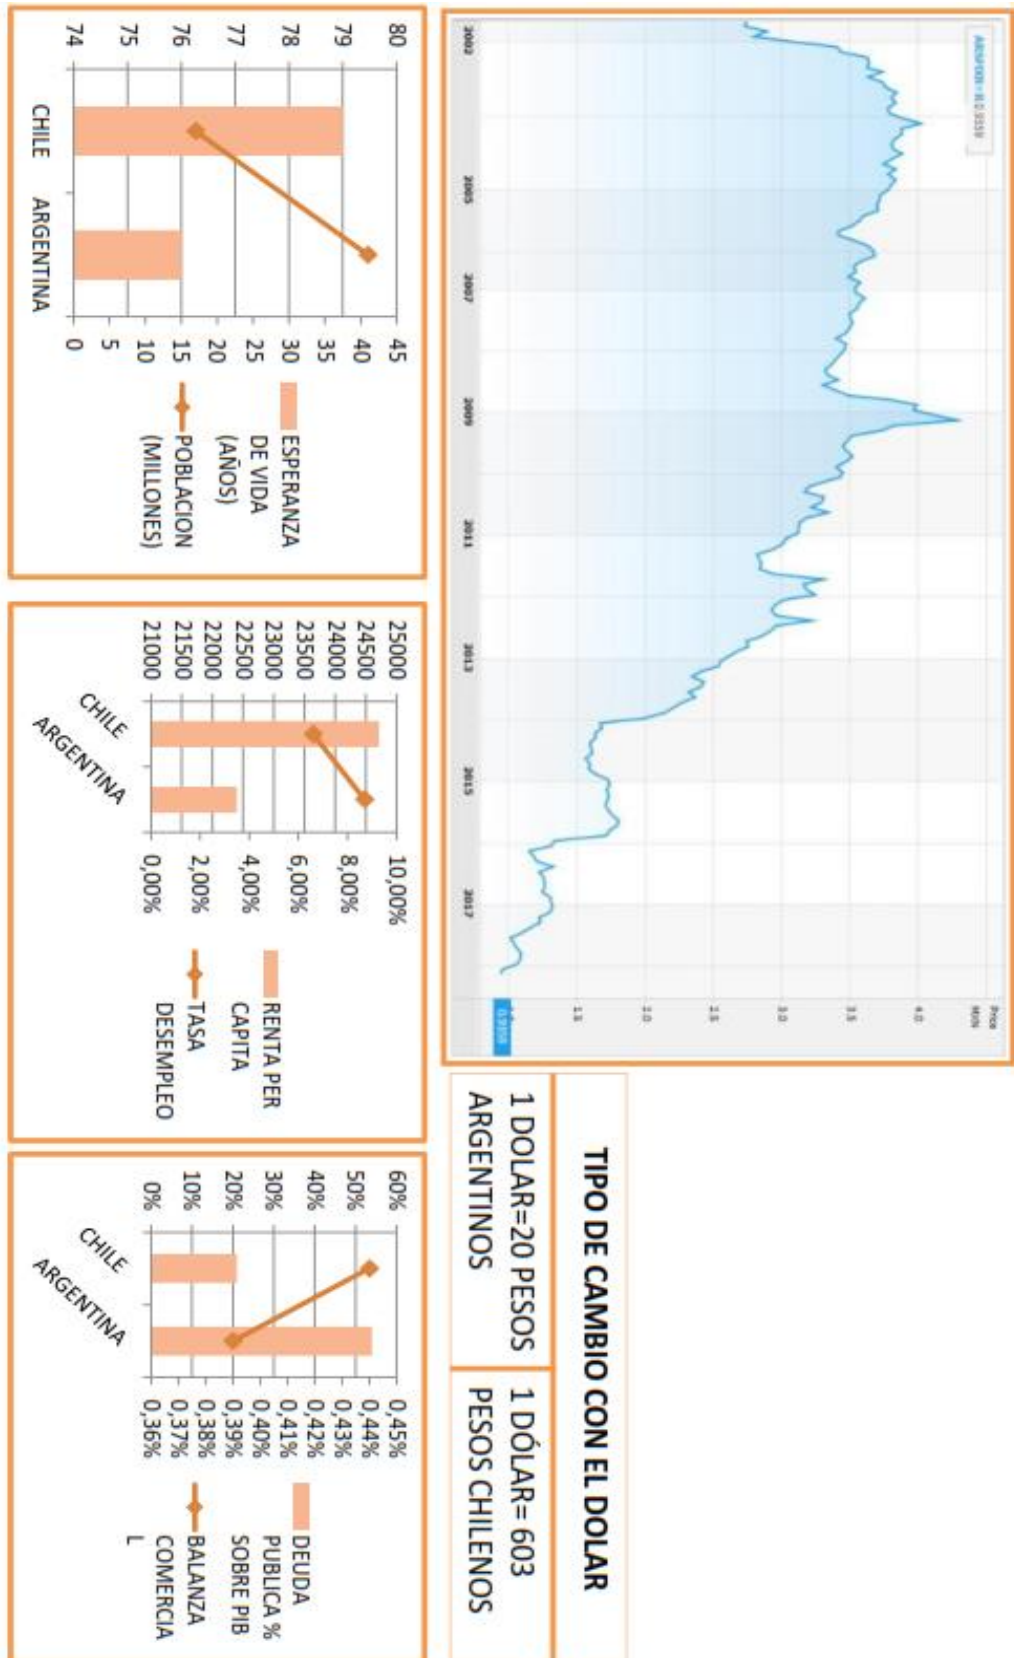 Price
MXN
4.0
3.5
3.0
2.5
2.0
1.5
2002 2005 2007 2009 2011 2013 2015 2017
TIPO DE CAMBIO CON EL DOLAR
1 DOLAR=20 PESOS
ARGENTINOS
1 DÓLAR= 603
PESOS CHILENOS
80
79
78
77
76
75
74
45
40
35
30
25
20
15
10
5
0
CHILE ARGENTINA
ESPERANZA
DE VIDA
(AÑOS)
POBLACION
(MILLONES)
25000
24500
24000
23500
23000
22500
22000
21500
21000
10,00%
8,00%
6,00%
4,00%
2,00%
0,00%
CHILE
ARGENTINA
RENTA PER
CAPITA
TASA
DESEMPLEO
60%
50%
40%
30%
20%
10%
0%
0,45%
0,44%
0,43%
0,42%
0,41%
0,40%
0,39%
0,38%
0,37%
0,36%
CHILE
ARGENTINA
DEUDA
PUBLICA %
SOBRE PIB
BALANZA
COMERCIA
L